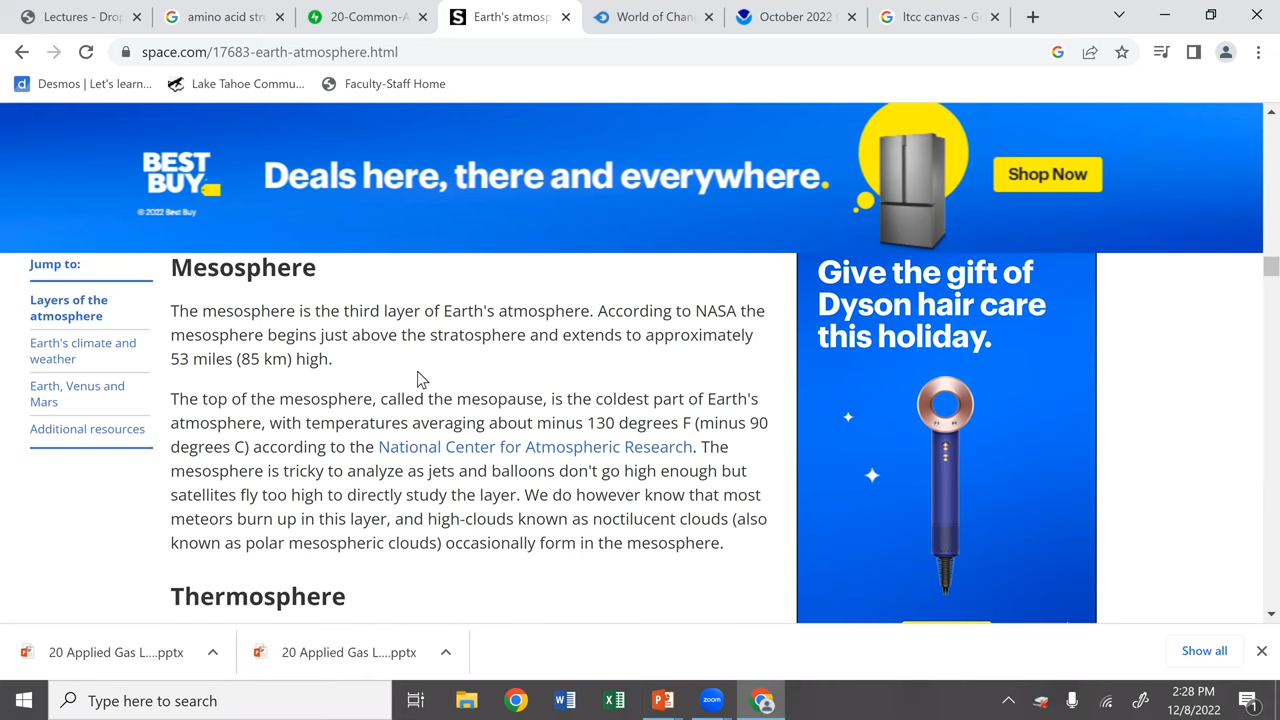 Lectures - Drop
amino acid str
20-Common-A
S
Earth's atmosp
World of Chan
October 2022
ltcc canvas - G
space.com/17683-earth-atmosphere.html
Desmos | Let's learn...
Lake Tahoe Commu...
Faculty-Staff Home
BEST
BUY
© 2022 Best Buy
Deals here, there and everywhere.
Shop Now
Jump to:
Layers of the
atmosphere
Earth's climate and
weather
Earth, Venus and
Mars
Additional resources
Mesosphere
The mesosphere is the third layer of Earth's atmosphere. According to NASA the
mesosphere begins just above the stratosphere and extends to approximately
53 miles (85 km) high.
The top of the mesosphere, called the mesopause, is the coldest part of Earth's
atmosphere, with temperatures averaging about minus 130 degrees F (minus 90
degrees C) according to the National Center for Atmospheric Research. The
mesosphere is tricky to analyze as jets and balloons don't go high enough but
satellites fly too high to directly study the layer. We do however know that most
meteors burn up in this layer, and high-clouds known as noctilucent clouds (also
known as polar mesospheric clouds) occasionally form in the mesosphere.
Thermosphere
Give the gift of
Dyson hair care
this holiday.
20 Applied Gas L....pptx
20 Applied Gas L....pptx
Show all
Type here to search
2:28 PM
12/8/2022
1